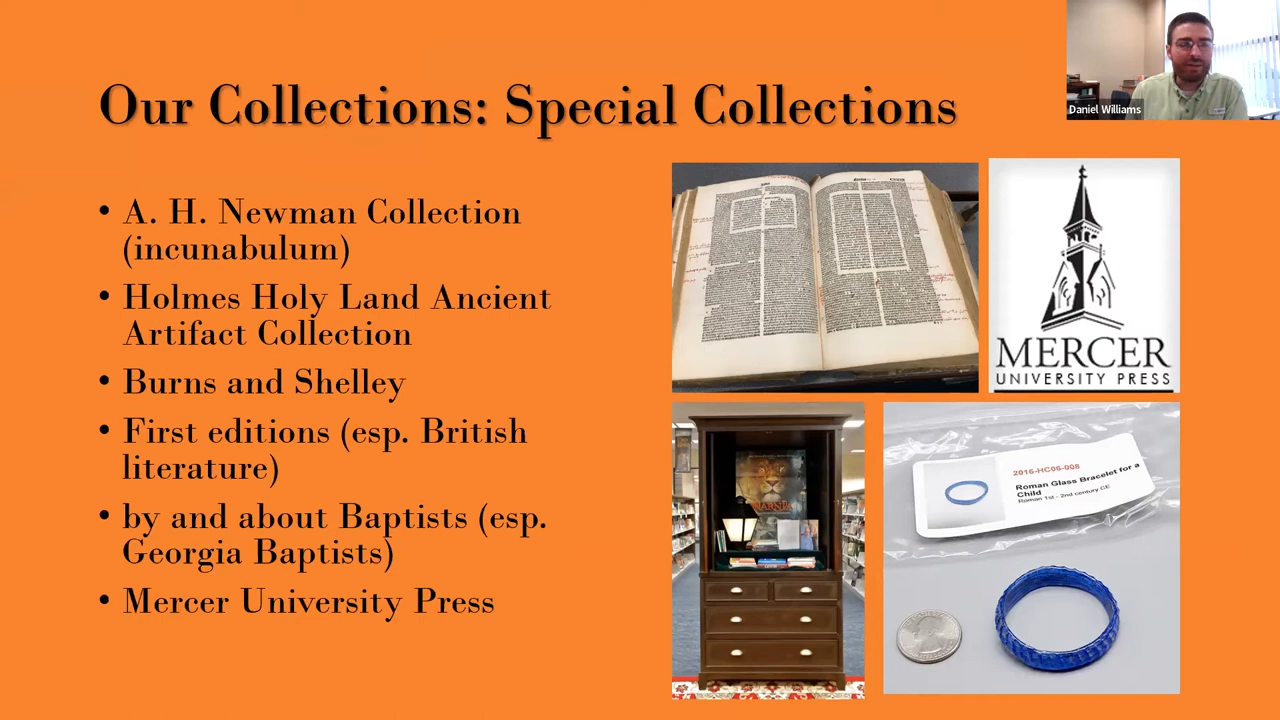 Our Collections: Special Collections
Daniel Williams
• A. H. Newman Collection
(incunabulum)
• Holmes Holy Land Ancient
Artifact Collection
• Burns and Shelley
• First editions (esp. British
literature)
• by and about Baptists (esp.
Georgia Baptists)
• Mercer University Press
MERCER
UNIVERSITY PRESS
NARNIA
2016-HC06-008
Roman Glass Bracelet for a
Child
Roman 1st - 2nd century CE